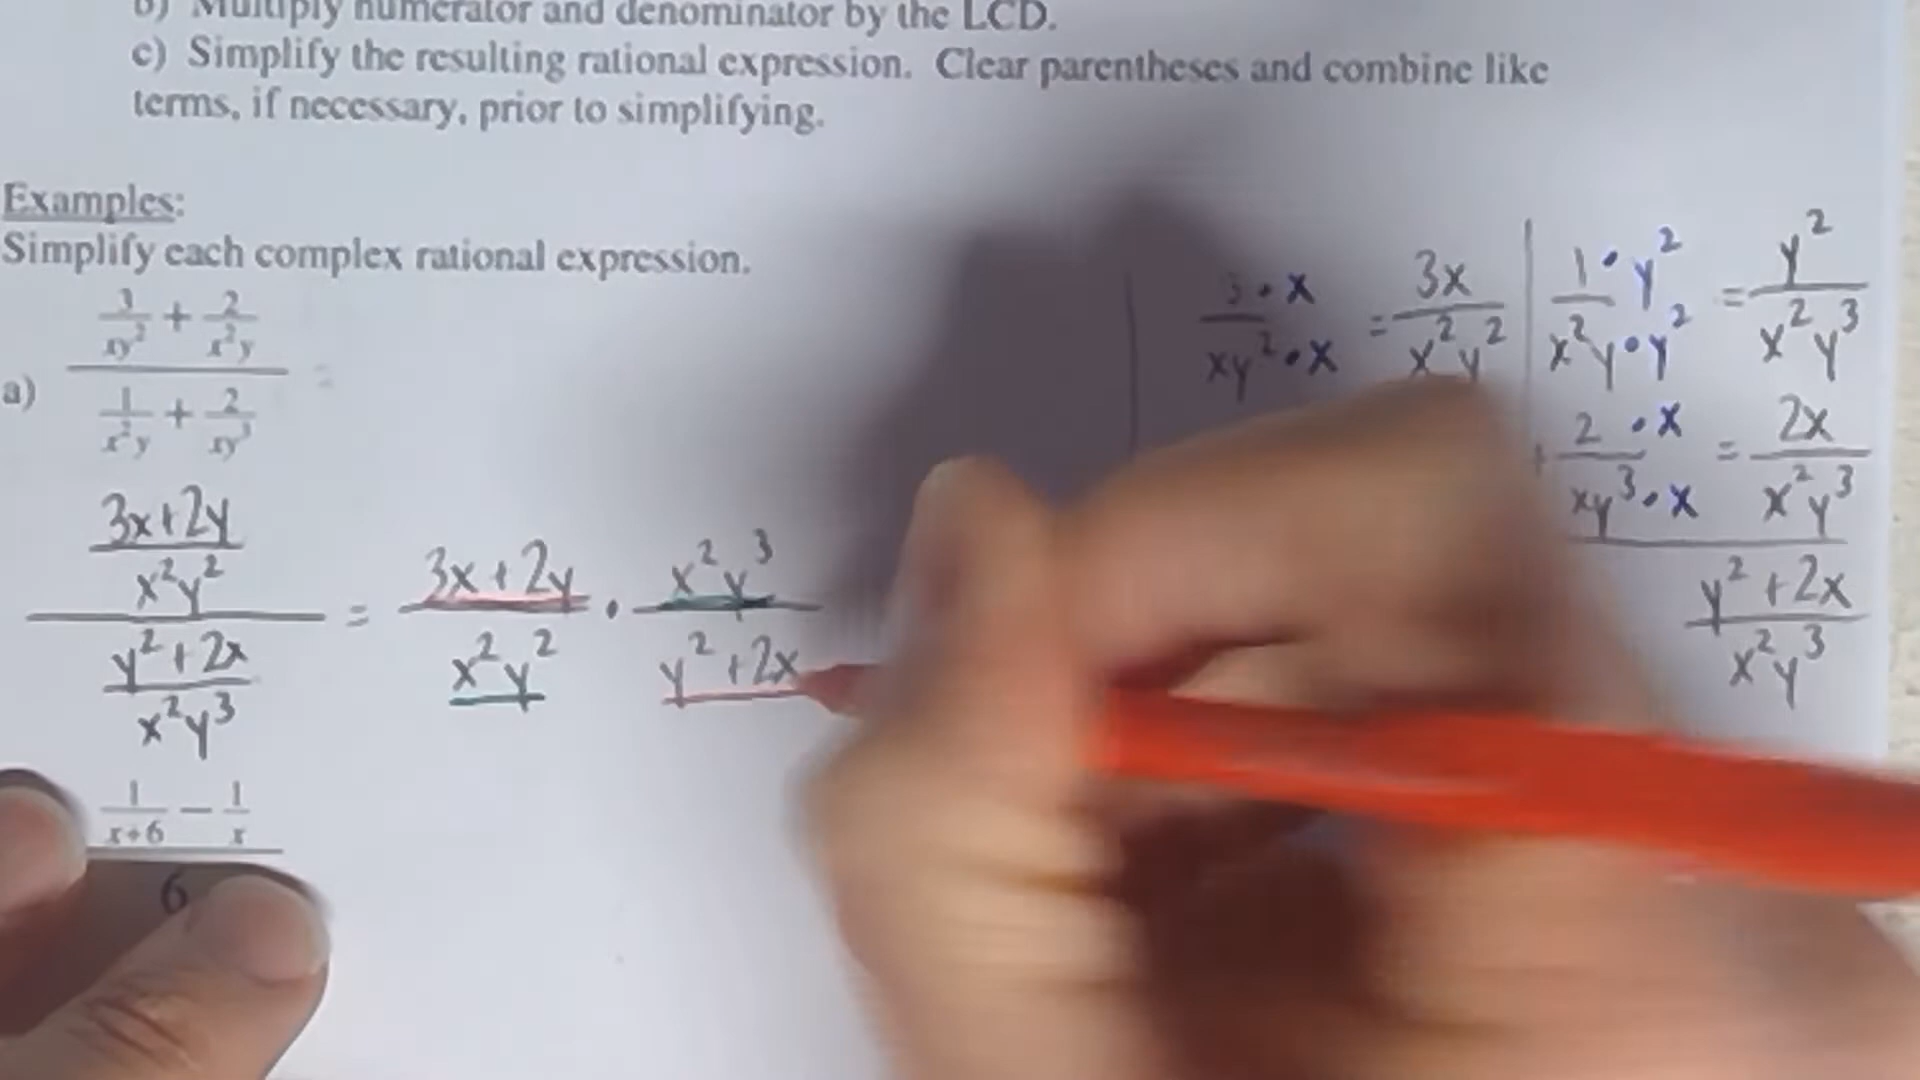 b) Multiply numerator and denominator by the LCD.
c) Simplify the resulting rational expression. Clear parentheses and combine like
terms, if necessary, prior to simplifying.
Examples:
Simplify each complex rational expression.
a) (3/(xy²) + 2/(x²y)) / (1/(x²y) + 2/(xy³)) =
((3x+2y)/(x²y²)) / ((y²+2x)/(x²y³)) = (3x+2y)/(x²y²) · (x²y³)/(y²+2x)
(3·x)/(xy²·x) = 3x/(x²y²)
(1·y²)/(x²y·y²) = y²/(x²y³)
+ (2·x)/(xy³·x) = 2x/(x²y³)
(y²+2x)/(x²y³)
1/(x+6) − 1/x
6